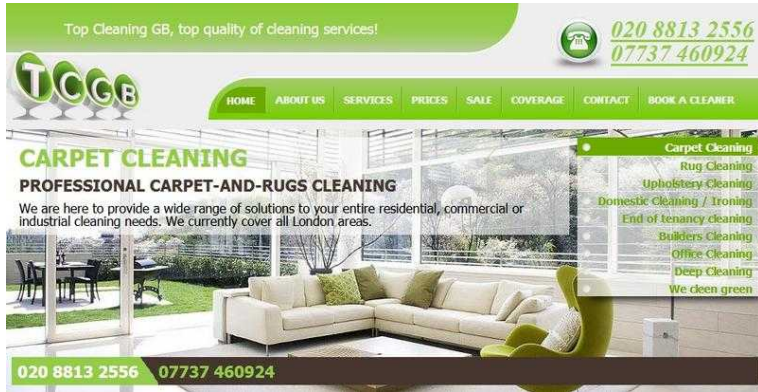 Top Cleaning GB, top quality of cleaning services!
020 8813 2556
07737 460924
TCGB
HOME ABOUT US SERVICES PRICES SALE COVERAGE CONTACT BOOK A CLEANER
CARPET CLEANING
PROFESSIONAL CARPET-AND-RUGS CLEANING
We are here to provide a wide range of solutions to your entire residential, commercial or
industrial cleaning needs. We currently cover all London areas.
Carpet Cleaning
Rug Cleaning
Upholstery Cleaning
Domestic Cleaning / Ironing
End of tenancy cleaning
Builders Cleaning
Office Cleaning
Deep Cleaning
We cleen green
020 8813 2556 07737 460924